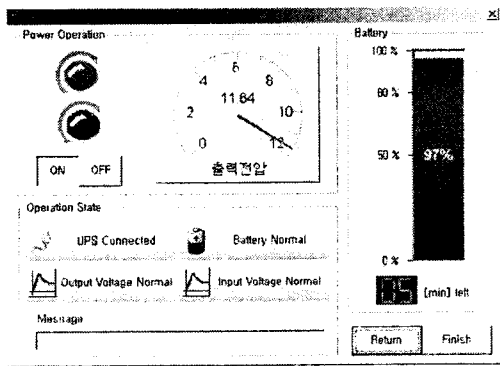 Power Operation
6
4 8
11.64
2 10
0 12
출력전압
ON OFF
Operation State
UPS Connected Battery Normal
Output Voltage Normal Input Voltage Normal
Message
Battery
100 %
80 %
50 %
97%
0 %
05 [min] left
Return Finish